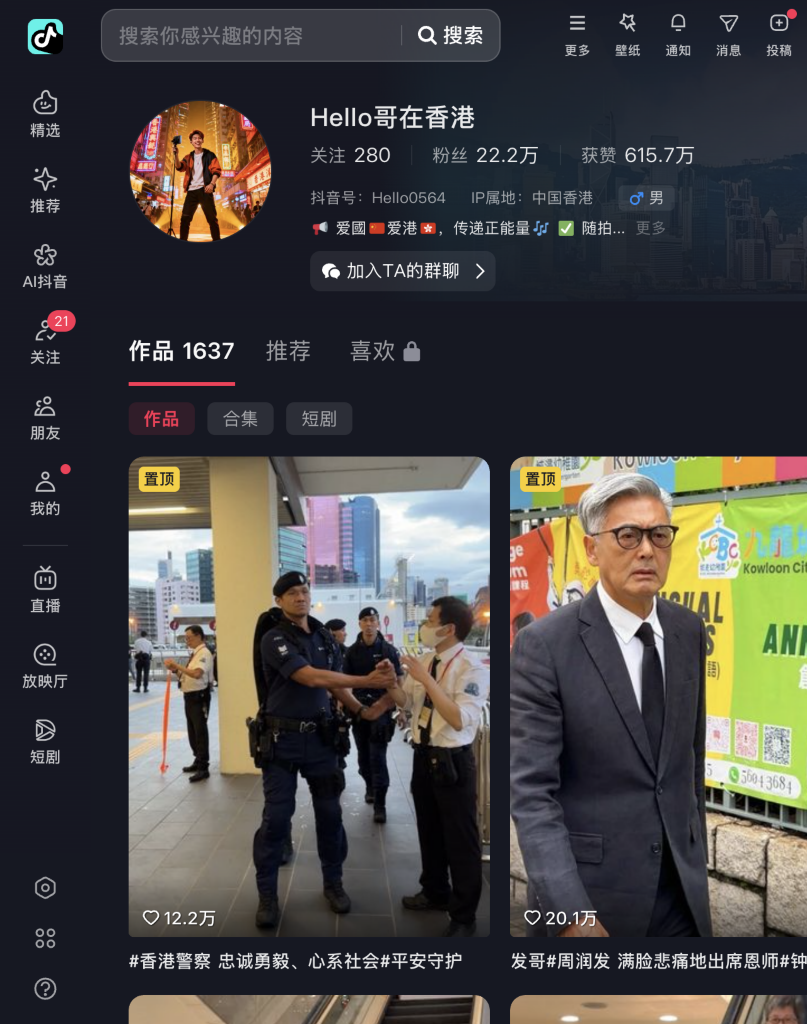 搜索你感兴趣的内容
搜索
更多
壁纸
通知
消息
投稿
精选
推荐
AI抖音
21
关注
朋友
我的
直播
放映厅
短剧
Hello哥在香港
关注 280
粉丝 22.2万
获赞 615.7万
抖音号：Hello0564
IP属地：中国香港
男
爱國🇨🇳爱港🇭🇰，传递正能量🎶 ✅ 随拍... 更多
加入TA的群聊
作品 1637
推荐
喜欢
作品
合集
短剧
置顶
12.2万
#香港警察 忠诚勇毅、心系社会#平安守护
置顶
Kowloon Cit
CBC
5604 3684
20.1万
发哥#周润发 满脸悲痛地出席恩师#钟